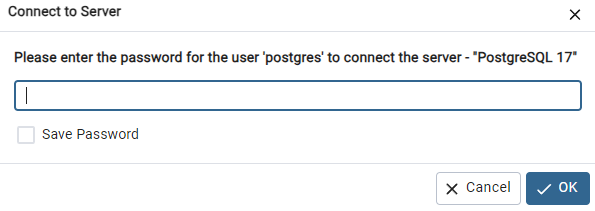 Connect to Server
Please enter the password for the user 'postgres' to connect the server - "PostgreSQL 17"
Save Password
Cancel
OK